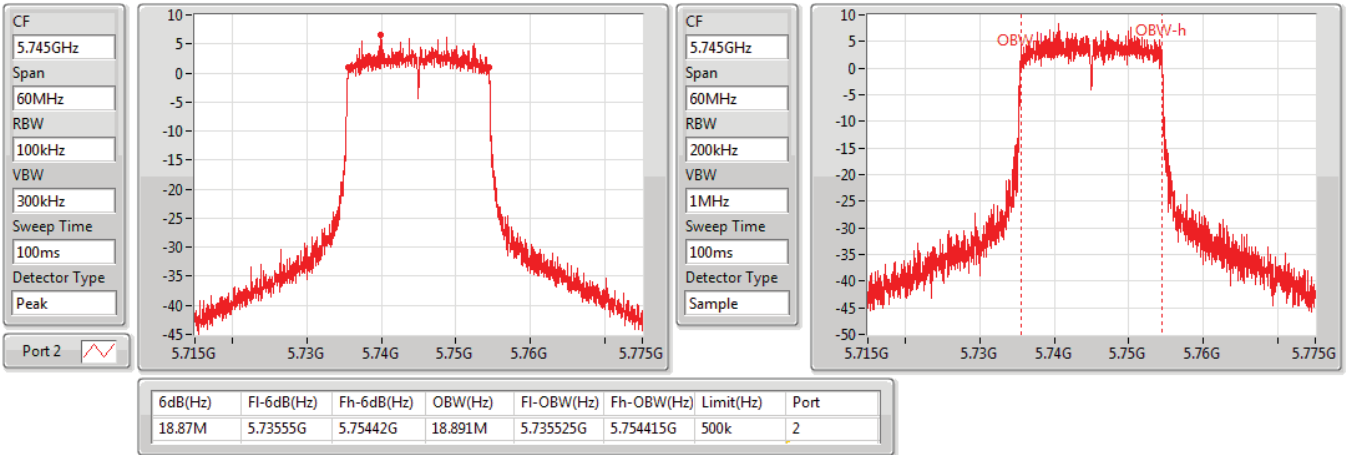 CF
5.745GHz
Span
60MHz
RBW
100kHz
VBW
300kHz
Sweep Time
100ms
Detector Type
Peak
Port 2
10
5
0
-5
-10
-15
-20
-25
-30
-35
-40
-45
5.715G 5.73G 5.74G 5.75G 5.76G 5.775G
CF
5.745GHz
Span
60MHz
RBW
200kHz
VBW
1MHz
Sweep Time
100ms
Detector Type
Sample
10
5
0
-5
-10
-15
-20
-25
-30
-35
-40
-45
-50
OBW OBW-h
5.715G 5.73G 5.74G 5.75G 5.76G 5.775G
6dB(Hz) Fl-6dB(Hz) Fh-6dB(Hz) OBW(Hz) Fl-OBW(Hz) Fh-OBW(Hz) Limit(Hz) Port
18.87M 5.73555G 5.75442G 18.891M 5.735525G 5.754415G 500k 2